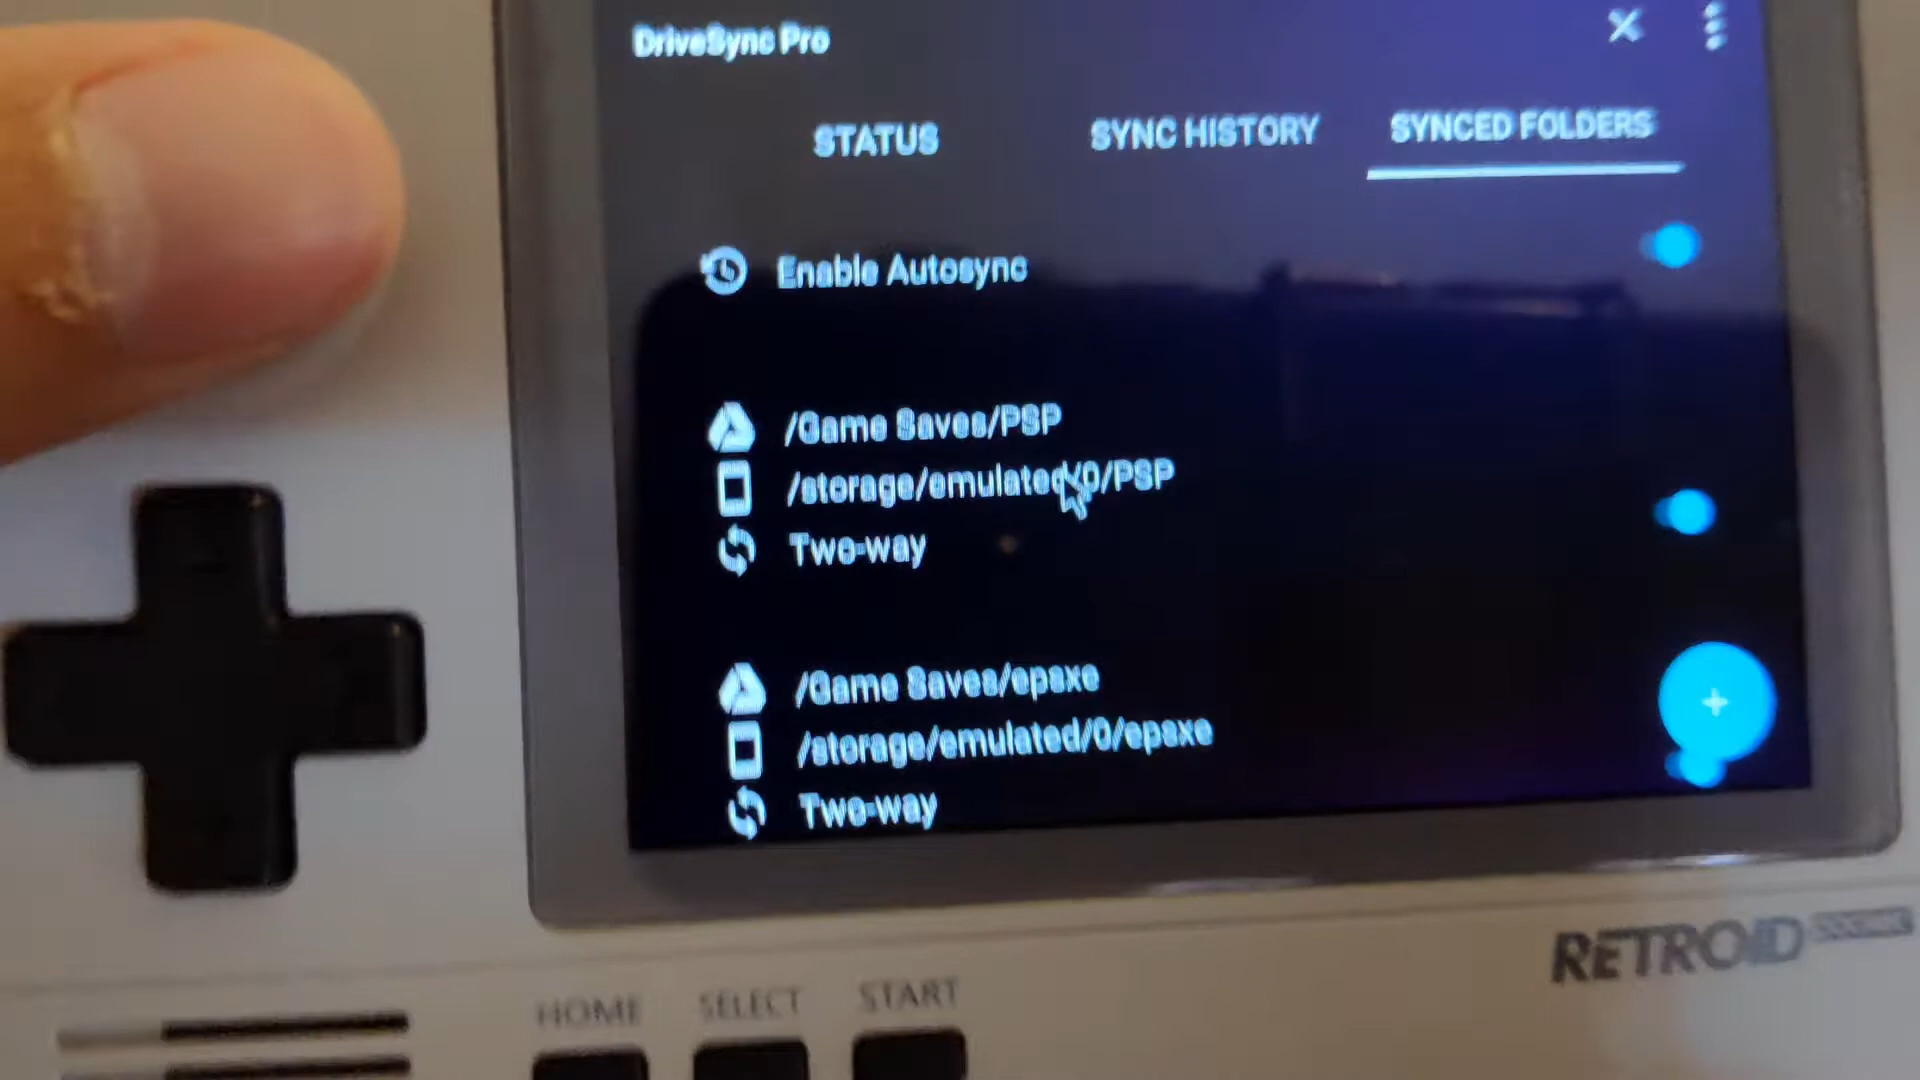 DriveSync Pro
STATUS SYNC HISTORY SYNCED FOLDERS
Enable Autosync
/Game Saves/PSP
/storage/emulated/0/PSP
Two-way
/Game Saves/epsxe
/storage/emulated/0/epsxe
Two-way
RETROID
HOME SELECT START